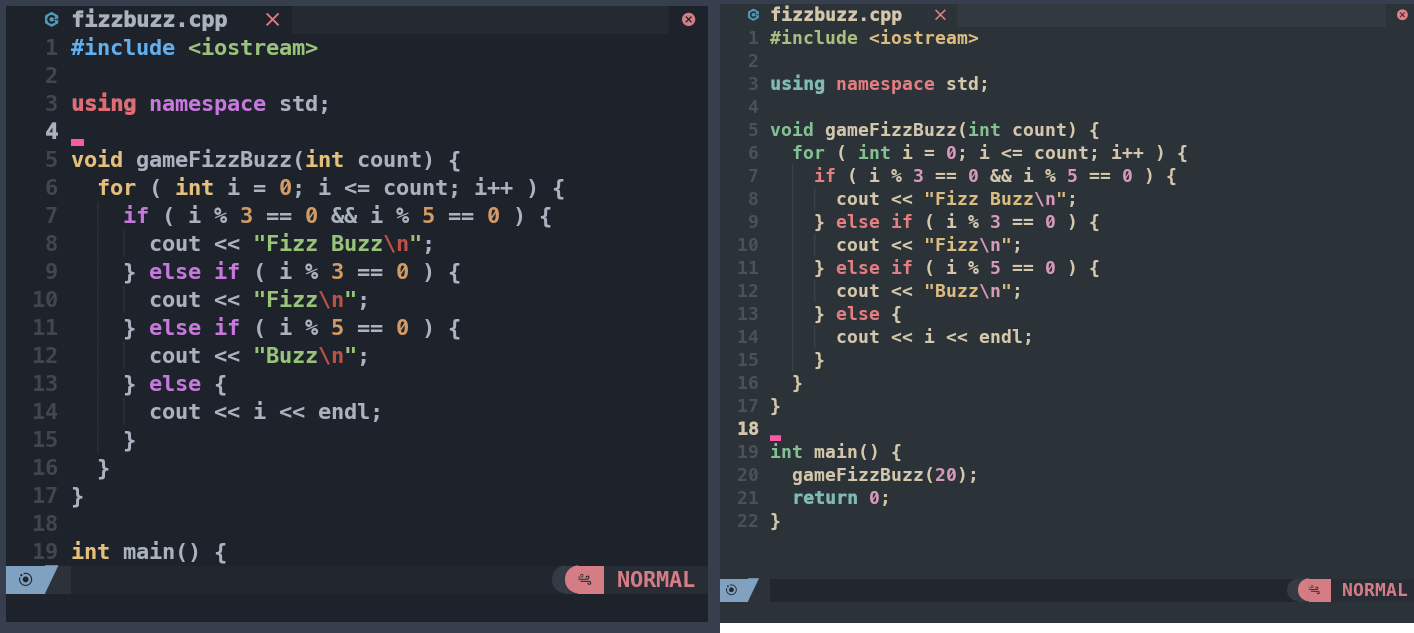 fizzbuzz.cpp
1 #include <iostream>
2
3 using namespace std;
4
5 void gameFizzBuzz(int count) {
6   for ( int i = 0; i <= count; i++ ) {
7     if ( i % 3 == 0 && i % 5 == 0 ) {
8       cout << "Fizz Buzz\n";
9     } else if ( i % 3 == 0 ) {
10       cout << "Fizz\n";
11     } else if ( i % 5 == 0 ) {
12       cout << "Buzz\n";
13     } else {
14       cout << i << endl;
15     }
16   }
17 }
18
19 int main() {
NORMAL
fizzbuzz.cpp
1 #include <iostream>
2
3 using namespace std;
4
5 void gameFizzBuzz(int count) {
6   for ( int i = 0; i <= count; i++ ) {
7     if ( i % 3 == 0 && i % 5 == 0 ) {
8       cout << "Fizz Buzz\n";
9     } else if ( i % 3 == 0 ) {
10       cout << "Fizz\n";
11     } else if ( i % 5 == 0 ) {
12       cout << "Buzz\n";
13     } else {
14       cout << i << endl;
15     }
16   }
17 }
18
19 int main() {
20   gameFizzBuzz(20);
21   return 0;
22 }
NORMAL